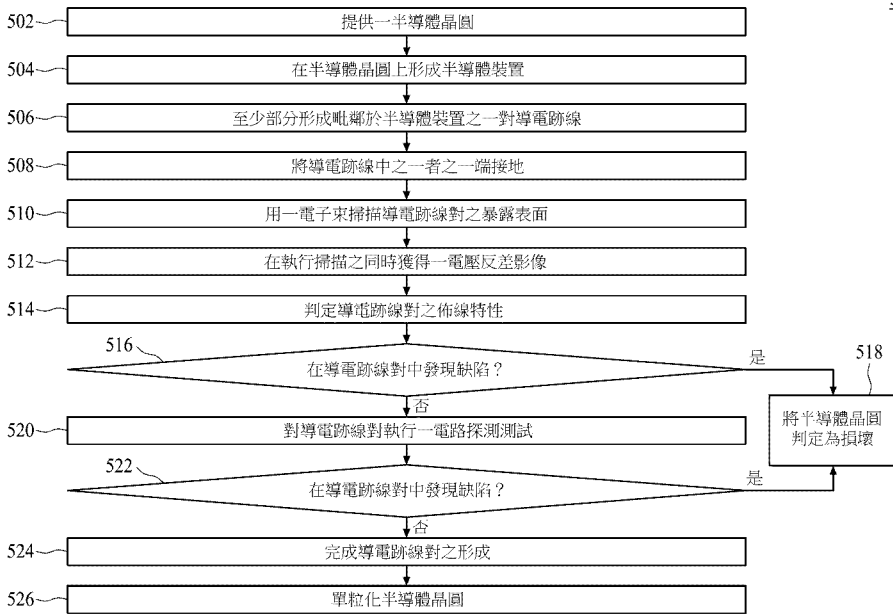 502
提供一半導體晶圓
504
在半導體晶圓上形成半導體裝置
506
至少部分形成毗鄰於半導體裝置之一對導電跡線
508
將導電跡線中之一者之一端接地
510
用一電子束掃描導電跡線對之暴露表面
512
在執行掃描之同時獲得一電壓反差影像
514
判定導電跡線對之佈線特性
516
在導電跡線對中發現缺陷？
是
518
將半導體晶圓
判定為損壞
否
520
對導電跡線對執行一電路探測測試
522
在導電跡線對中發現缺陷？
是
否
524
完成導電跡線對之形成
526
單粒化半導體晶圓